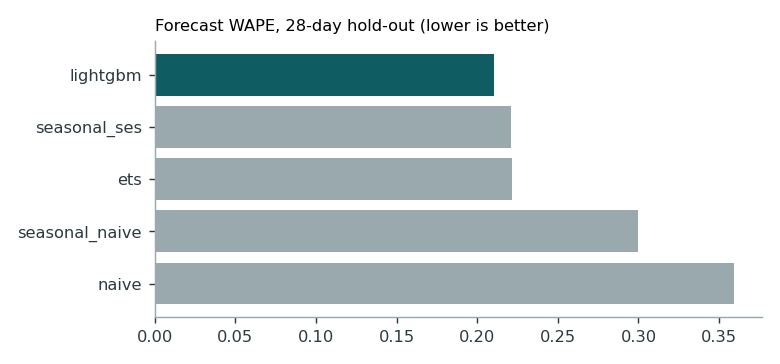 Forecast WAPE, 28-day hold-out (lower is better)
lightgbm
seasonal_ses
ets
seasonal_naive
naive
0.00 0.05 0.10 0.15 0.20 0.25 0.30 0.35